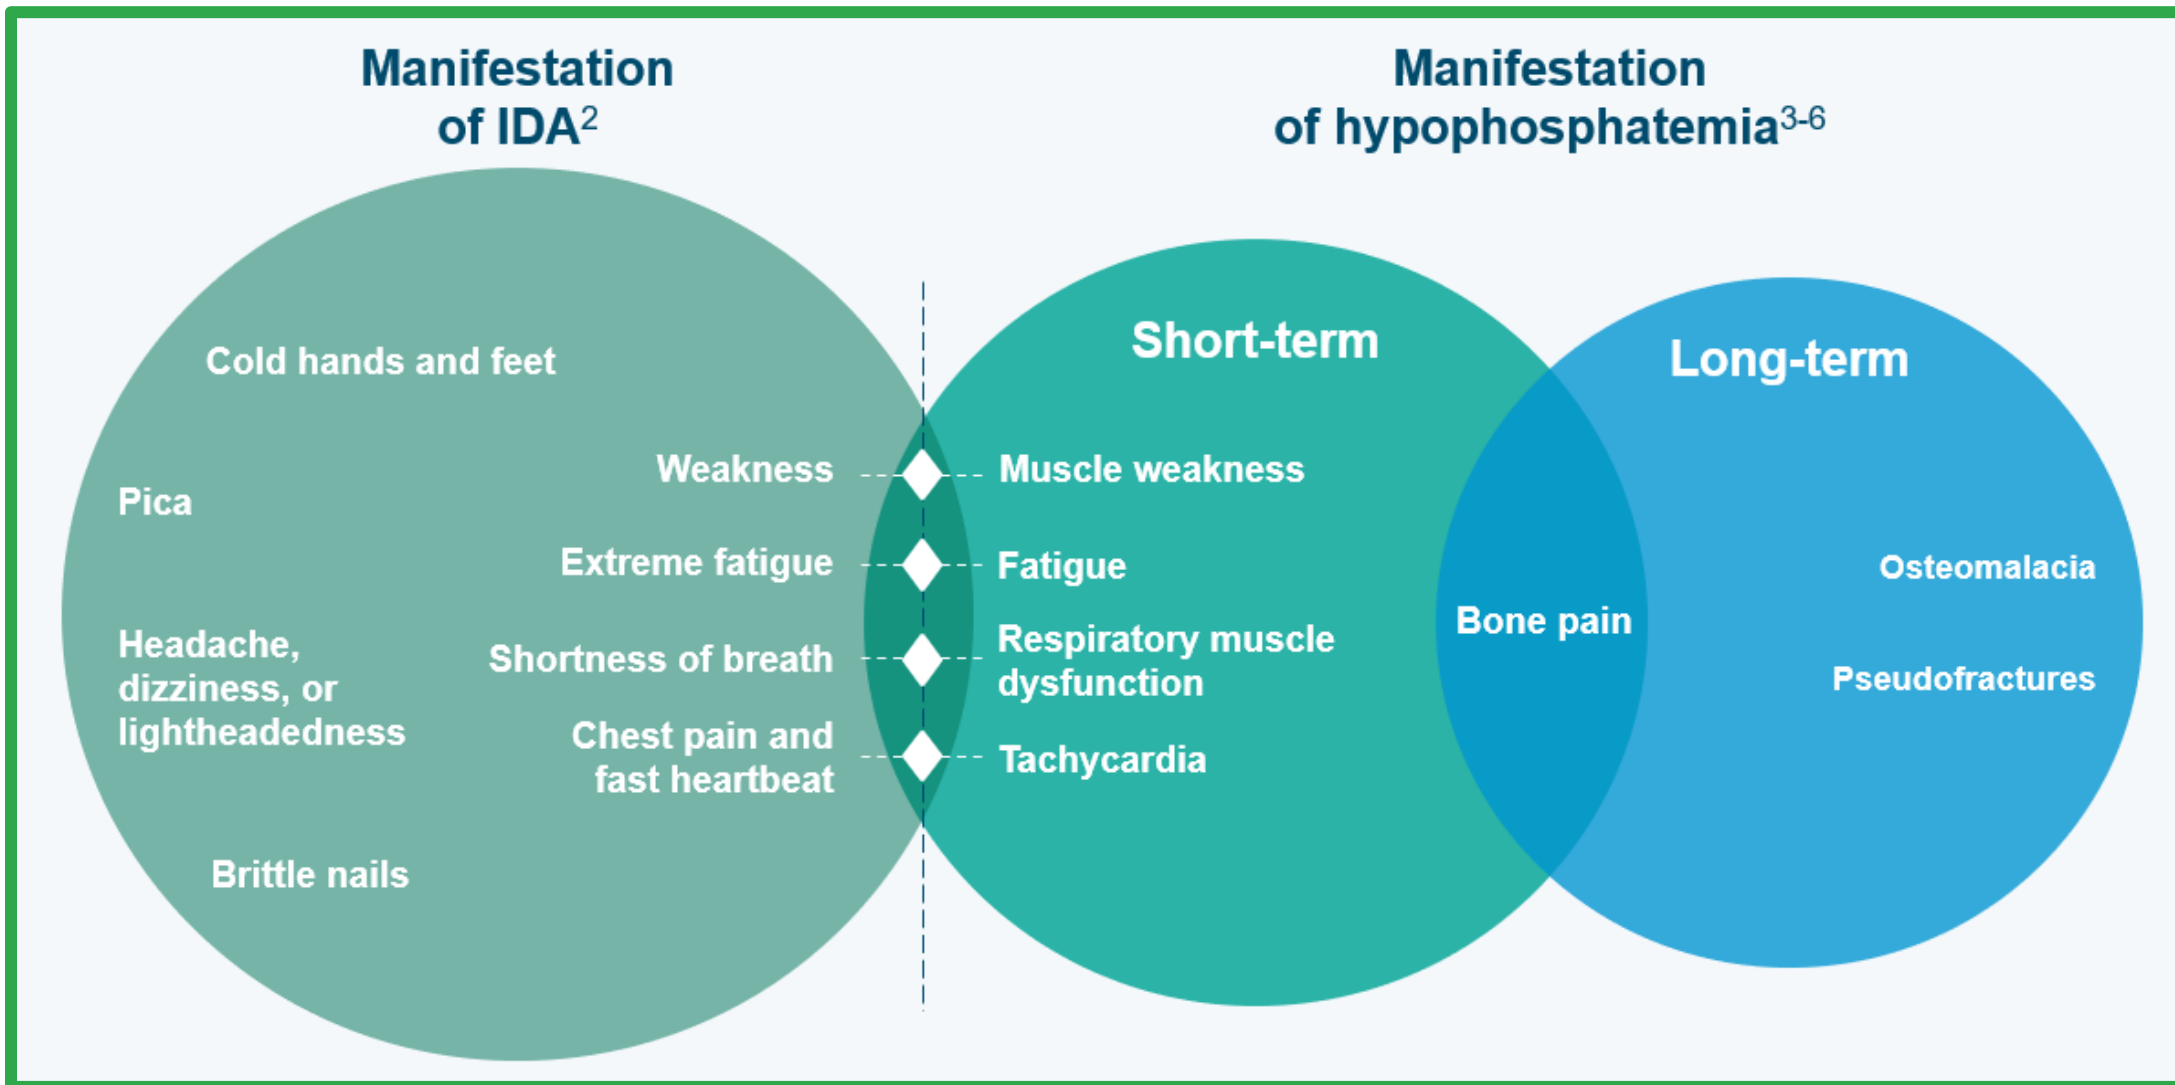 Manifestation
of IDA2
Manifestation
of hypophosphatemia3-6
Cold hands and feet
Pica
Headache,
dizziness, or
lightheadedness
Brittle nails
Weakness
Extreme fatigue
Shortness of breath
Chest pain and
fast heartbeat
Short-term
Muscle weakness
Fatigue
Respiratory muscle
dysfunction
Tachycardia
Bone pain
Long-term
Osteomalacia
Pseudofractures